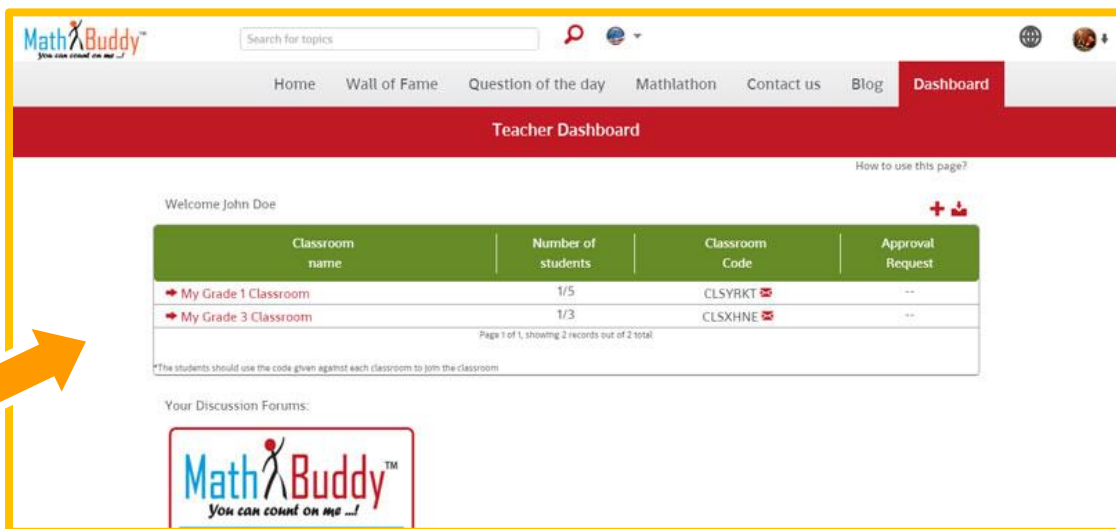 MathBuddy™
You can count on me ...!
Search for topics
Home Wall of Fame Question of the day Mathlathon Contact us Blog Dashboard
Teacher Dashboard
How to use this page?
Welcome John Doe
Classroom name Number of students Classroom Code Approval Request
My Grade 1 Classroom 1/5 CLSYRKT --
My Grade 3 Classroom 1/3 CLSXHNE --
Page 1 of 1, showing 2 records out of 2 total
*The students should use the code given against each classroom to join the classroom
Your Discussion Forums:
MathBuddy™
You can count on me ...!